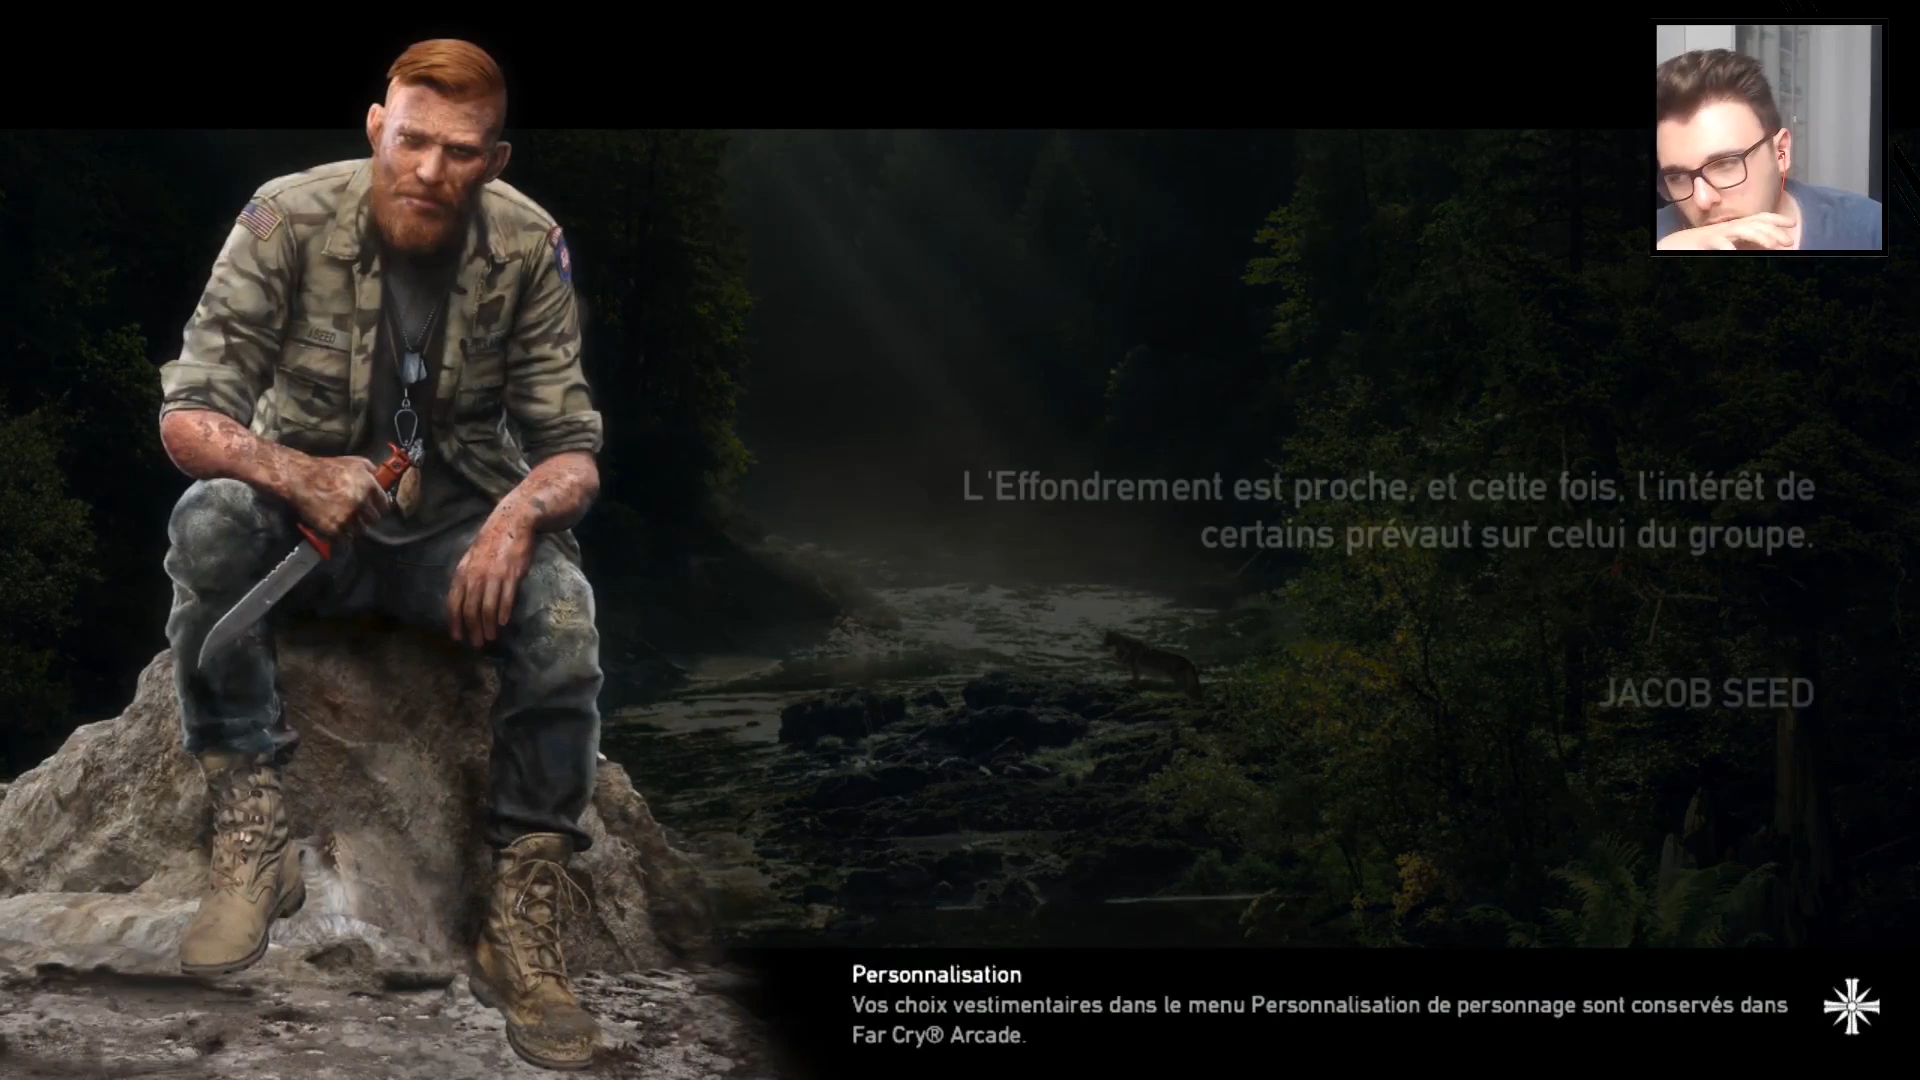 J.SEED
L'Effondrement est proche, et cette fois, l'intérêt de
certains prévaut sur celui du groupe.
JACOB SEED
Personnalisation
Vos choix vestimentaires dans le menu Personnalisation de personnage sont conservés dans
Far Cry® Arcade.